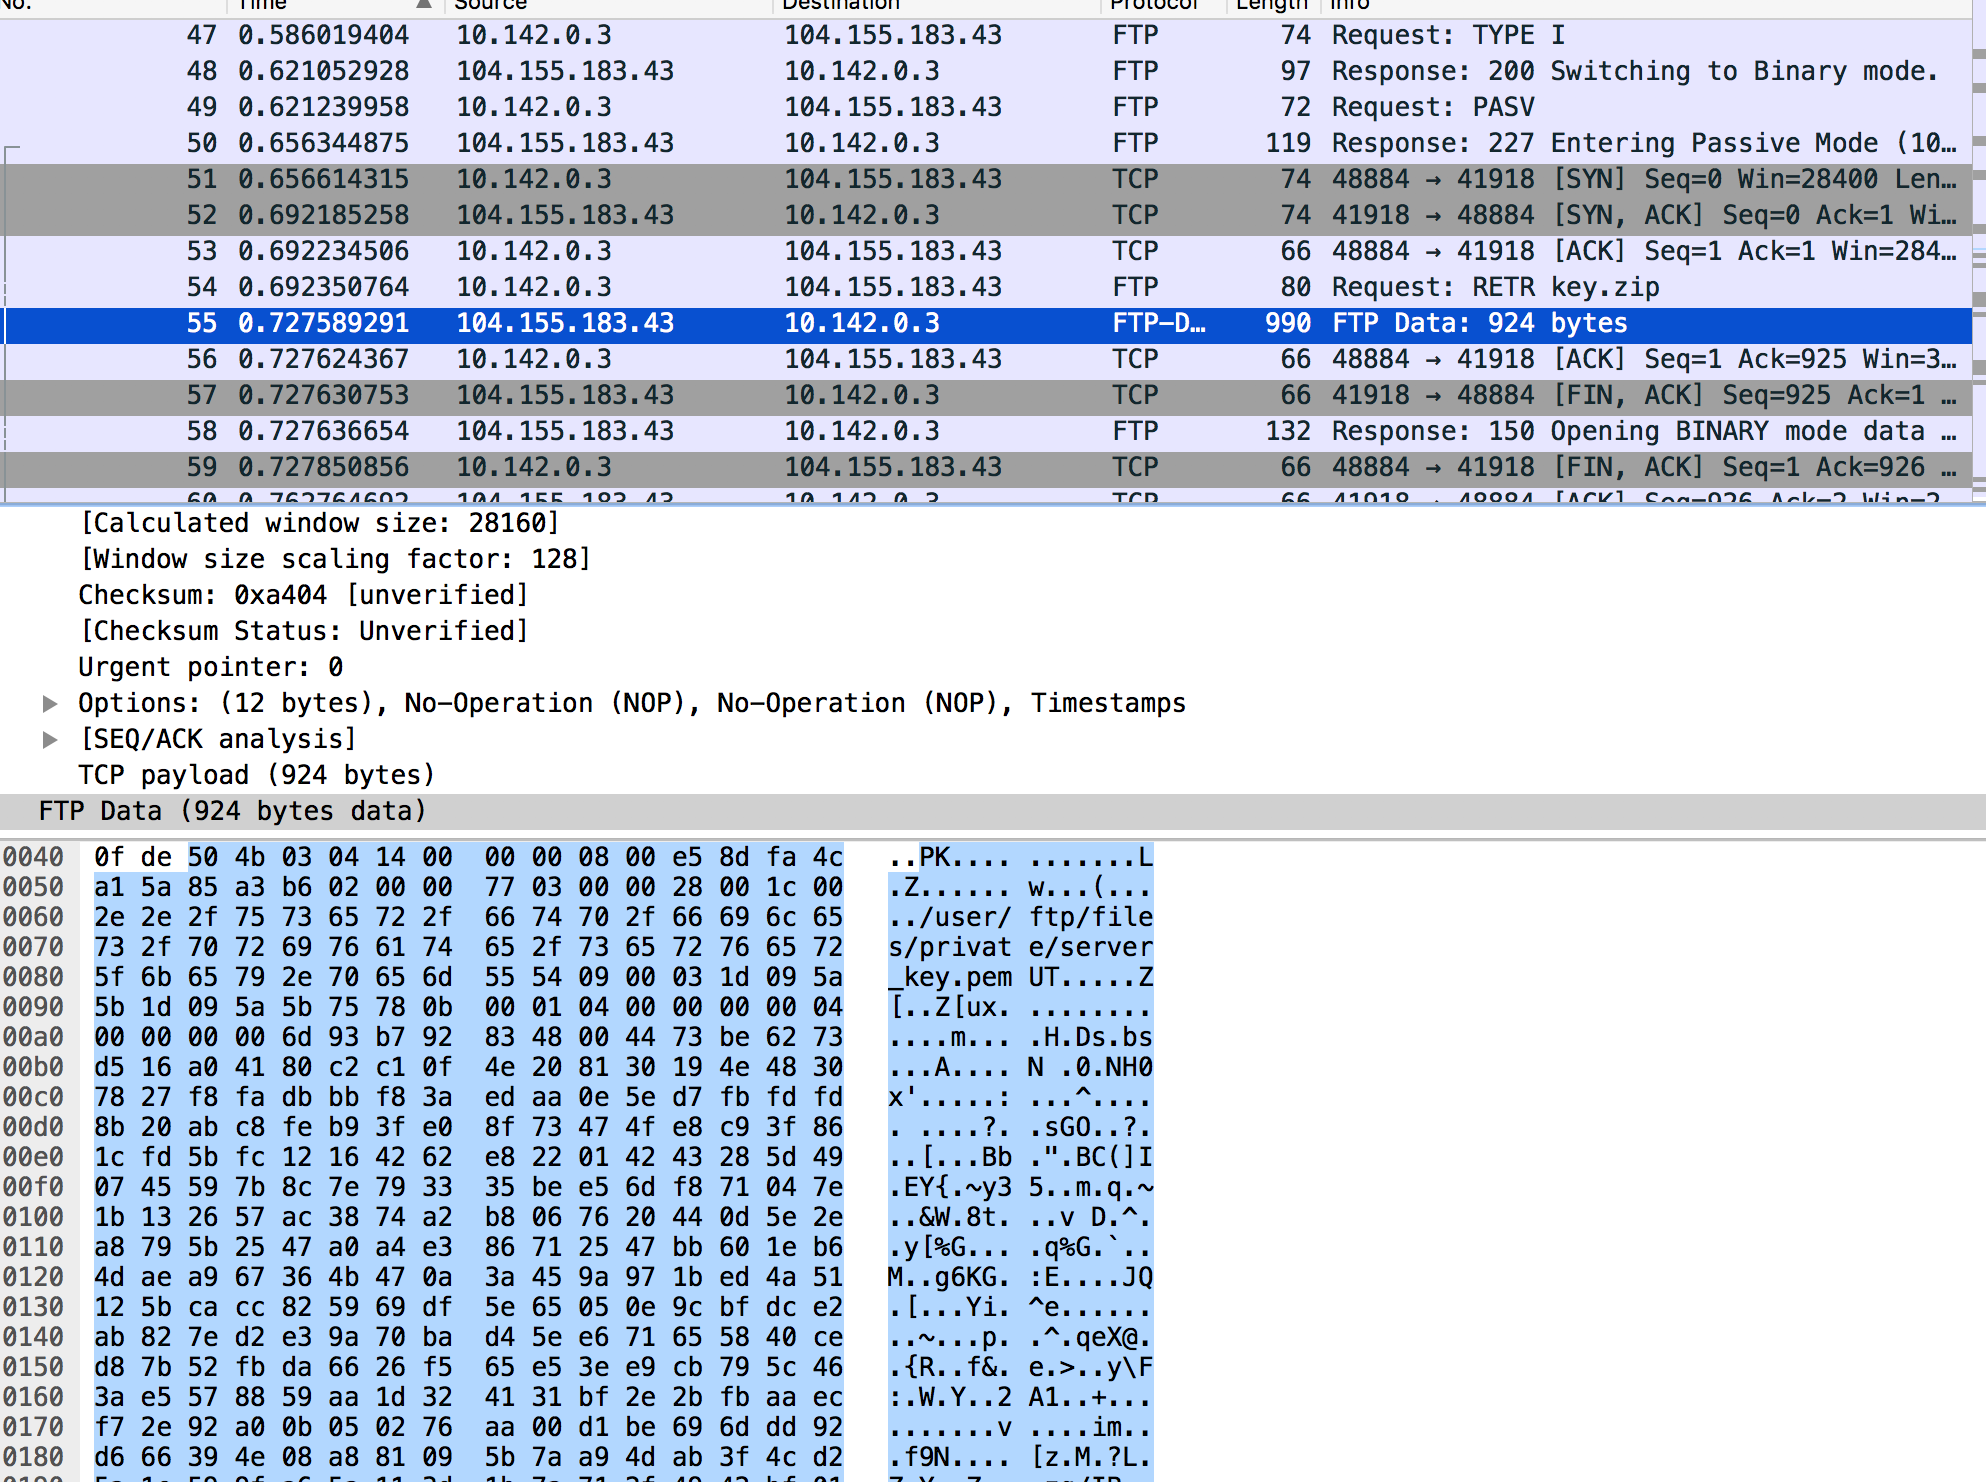 No. Time Source Destination Protocol Length Info
47 0.586019404 10.142.0.3 104.155.183.43 FTP 74 Request: TYPE I
48 0.621052928 104.155.183.43 10.142.0.3 FTP 97 Response: 200 Switching to Binary mode.
49 0.621239958 10.142.0.3 104.155.183.43 FTP 72 Request: PASV
50 0.656344875 104.155.183.43 10.142.0.3 FTP 119 Response: 227 Entering Passive Mode (10…
51 0.656614315 10.142.0.3 104.155.183.43 TCP 74 48884 → 41918 [SYN] Seq=0 Win=28400 Len…
52 0.692185258 104.155.183.43 10.142.0.3 TCP 74 41918 → 48884 [SYN, ACK] Seq=0 Ack=1 Wi…
53 0.692234506 10.142.0.3 104.155.183.43 TCP 66 48884 → 41918 [ACK] Seq=1 Ack=1 Win=284…
54 0.692350764 10.142.0.3 104.155.183.43 FTP 80 Request: RETR key.zip
55 0.727589291 104.155.183.43 10.142.0.3 FTP-D… 990 FTP Data: 924 bytes
56 0.727624367 10.142.0.3 104.155.183.43 TCP 66 48884 → 41918 [ACK] Seq=1 Ack=925 Win=3…
57 0.727630753 104.155.183.43 10.142.0.3 TCP 66 41918 → 48884 [FIN, ACK] Seq=925 Ack=1 …
58 0.727636654 104.155.183.43 10.142.0.3 FTP 132 Response: 150 Opening BINARY mode data …
59 0.727850856 10.142.0.3 104.155.183.43 TCP 66 48884 → 41918 [FIN, ACK] Seq=1 Ack=926 …
60 0.762764692 104.155.183.43 10.142.0.3 TCP 66 41918 → 48884 [ACK] Seq=926 Ack=2 Win=2…
[Calculated window size: 28160]
[Window size scaling factor: 128]
Checksum: 0xa404 [unverified]
[Checksum Status: Unverified]
Urgent pointer: 0
Options: (12 bytes), No-Operation (NOP), No-Operation (NOP), Timestamps
[SEQ/ACK analysis]
TCP payload (924 bytes)
FTP Data (924 bytes data)
0040 0f de 50 4b 03 04 14 00 00 00 08 00 e5 8d fa 4c ..PK.... .......L
0050 a1 5a 85 a3 b6 02 00 00 77 03 00 00 28 00 1c 00 .Z...... w...(...
0060 2e 2e 2f 75 73 65 72 2f 66 74 70 2f 66 69 6c 65 ../user/ ftp/file
0070 73 2f 70 72 69 76 61 74 65 2f 73 65 72 76 65 72 s/privat e/server
0080 5f 6b 65 79 2e 70 65 6d 55 54 09 00 03 1d 09 5a _key.pem UT.....Z
0090 5b 1d 09 5a 5b 75 78 0b 00 01 04 00 00 00 00 04 [..Z[ux. ........
00a0 00 00 00 00 6d 93 b7 92 83 48 00 44 73 be 62 73 ....m... .H.Ds.bs
00b0 d5 16 a0 41 80 c2 c1 0f 4e 20 81 30 19 4e 48 30 ...A.... N .0.NH0
00c0 78 27 f8 fa db bb f8 3a ed aa 0e 5e d7 fb fd fd x'.....: ...^....
00d0 8b 20 ab c8 fe b9 3f e0 8f 73 47 4f e8 c9 3f 86 . ....?. .sGO..?.
00e0 1c fd 5b fc 12 16 42 62 e8 22 01 42 43 28 5d 49 ..[...Bb .".BC(]I
00f0 07 45 59 7b 8c 7e 79 33 35 be e5 6d f8 71 04 7e .EY{.~y3 5..m.q.~
0100 1b 13 26 57 ac 38 74 a2 b8 06 76 20 44 0d 5e 2e ..&W.8t. ..v D.^.
0110 a8 79 5b 25 47 a0 a4 e3 86 71 25 47 bb 60 1e b6 .y[%G... .q%G.`..
0120 4d ae a9 67 36 4b 47 0a 3a 45 9a 97 1b ed 4a 51 M..g6KG. :E....JQ
0130 12 5b ca cc 82 59 69 df 5e 65 05 0e 9c bf dc e2 .[...Yi. ^e......
0140 ab 82 7e d2 e3 9a 70 ba d4 5e e6 71 65 58 40 ce ..~...p. .^.qeX@.
0150 d8 7b 52 fb da 66 26 f5 65 e5 3e e9 cb 79 5c 46 .{R..f&. e.>..y\F
0160 3a e5 57 88 59 aa 1d 32 41 31 bf 2e 2b fb aa ec :.W.Y..2 A1..+...
0170 f7 2e 92 a0 0b 05 02 76 aa 00 d1 be 69 6d dd 92 .......v ....im..
0180 d6 66 39 4e 08 a8 81 09 5b 7a a9 4d ab 3f 4c d2 .f9N.... [z.M.?L.